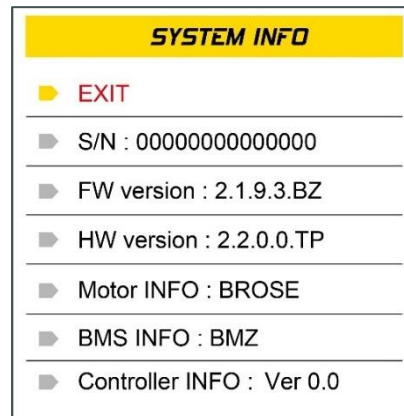 SYSTEM INFO
EXIT
S/N : 00000000000000
FW version : 2.1.9.3.BZ
HW version : 2.2.0.0.TP
Motor INFO : BROSE
BMS INFO : BMZ
Controller INFO : Ver 0.0